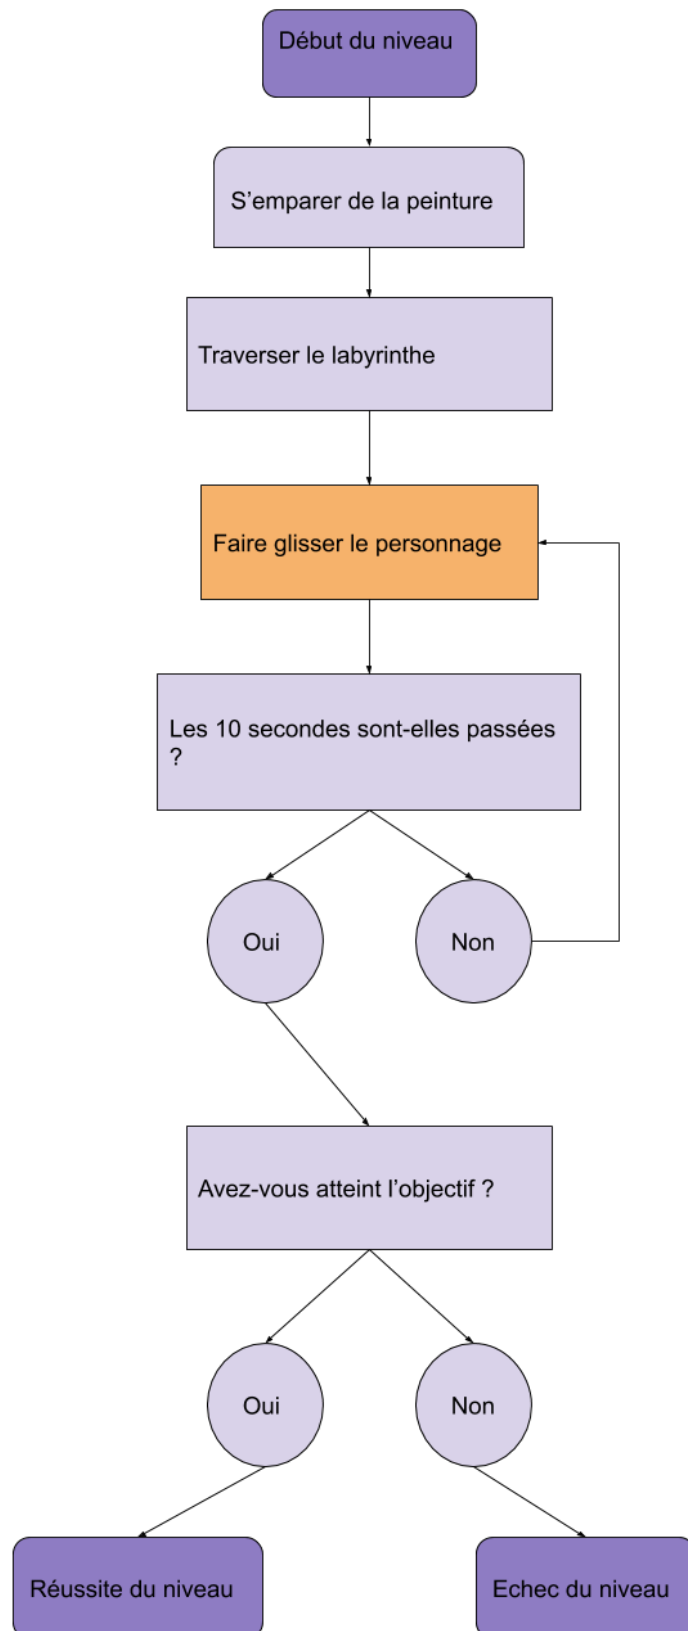 Début du niveau
S’emparer de la peinture
Traverser le labyrinthe
Faire glisser le personnage
Les 10 secondes sont-elles passées
?
Oui
Non
Avez-vous atteint l’objectif ?
Oui
Non
Réussite du niveau
Echec du niveau